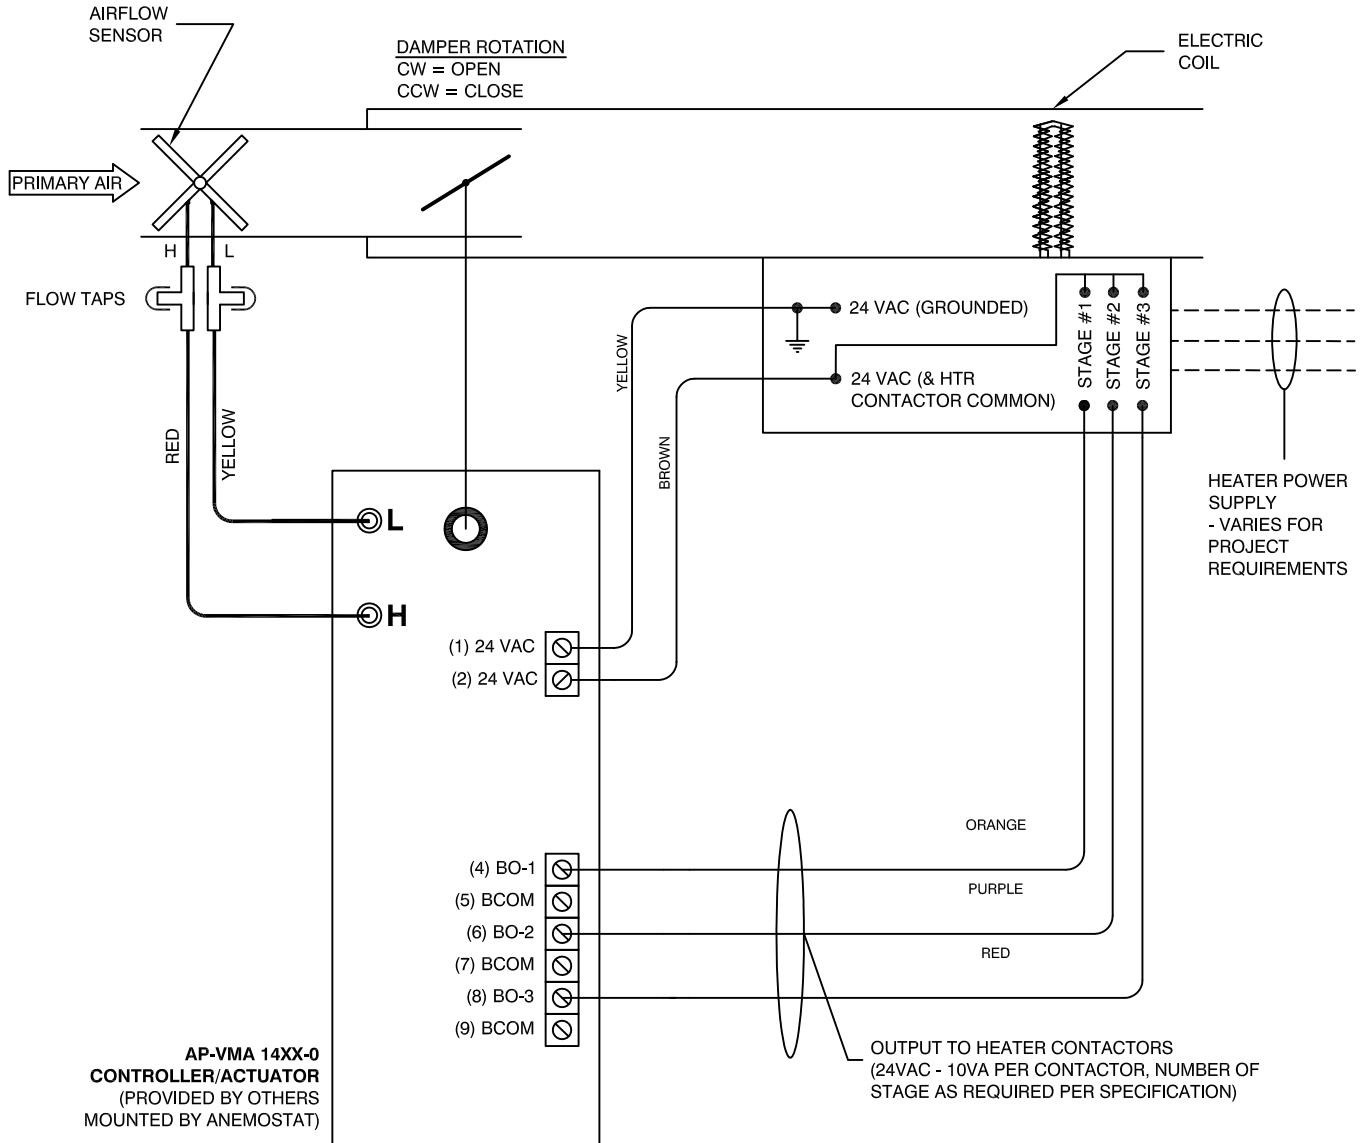 AIRFLOW
SENSOR
DAMPER ROTATION
CW = OPEN
CCW = CLOSE
ELECTRIC
COIL
PRIMARY AIR
H
L
FLOW TAPS
24 VAC (GROUNDED)
24 VAC (& HTR
CONTACTOR COMMON)
STAGE #1
STAGE #2
STAGE #3
YELLOW
BROWN
RED
YELLOW
HEATER POWER
SUPPLY
- VARIES FOR
PROJECT
REQUIREMENTS
L
H
(1) 24 VAC
(2) 24 VAC
ORANGE
(4) BO-1
PURPLE
(5) BCOM
(6) BO-2
RED
(7) BCOM
(8) BO-3
(9) BCOM
AP-VMA 14XX-0
CONTROLLER/ACTUATOR
(PROVIDED BY OTHERS
MOUNTED BY ANEMOSTAT)
OUTPUT TO HEATER CONTACTORS
(24VAC - 10VA PER CONTACTOR, NUMBER OF
STAGE AS REQUIRED PER SPECIFICATION)